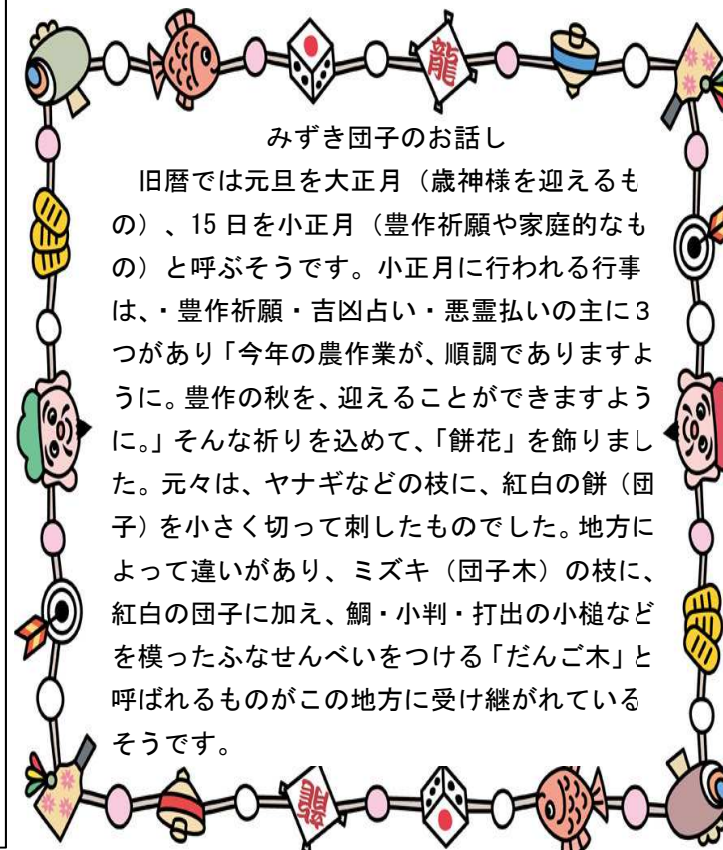 龍
みずき団子のお話し
旧暦では元旦を大正月（歳神様を迎えるも
の）、15日を小正月（豊作祈願や家庭的なも
の）と呼ぶそうです。小正月に行われる行事
は、・豊作祈願・吉凶占い・悪霊払いの主に3
つがあり「今年の農作業が、順調でありますよ
うに。豊作の秋を、迎えることができますよう
に。」そんな祈りを込めて、「餅花」を飾りまし
た。元々は、ヤナギなどの枝に、紅白の餅（団
子）を小さく切って刺したものでした。地方に
よって違いがあり、ミズキ（団子木）の枝に、
紅白の団子に加え、鯛・小判・打出の小槌など
を模ったふなせんべいをつける「だんご木」と
呼ばれるものがこの地方に受け継がれている
そうです。
龍